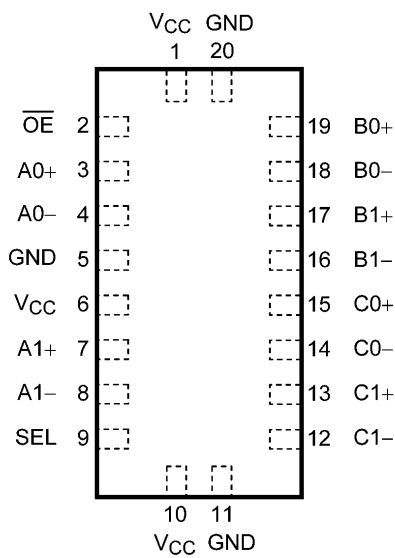 VCC GND
1 20
OE 2 19 B0+
A0+ 3 18 B0−
A0− 4 17 B1+
GND 5 16 B1−
VCC 6 15 C0+
A1+ 7 14 C0−
A1− 8 13 C1+
SEL 9 12 C1−
10 11
VCC GND